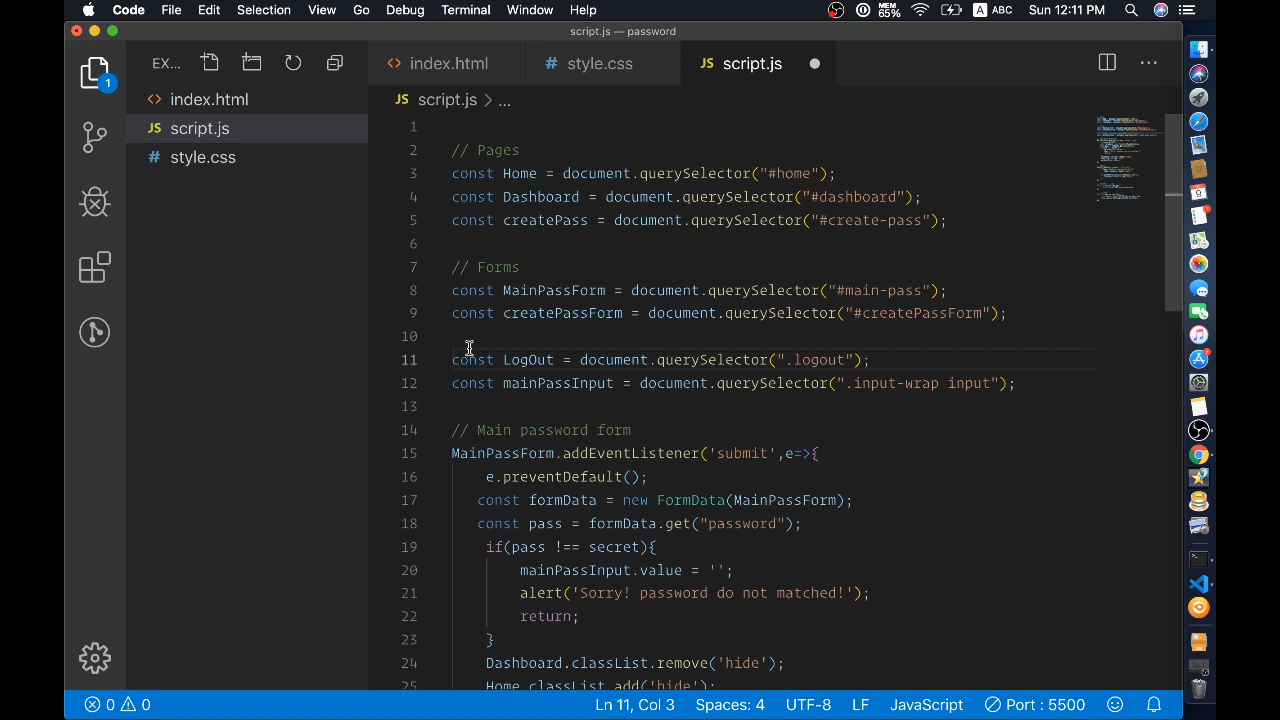 Code File Edit Selection View Go Debug Terminal Window Help MEM 65% A ABC Sun 12:11 PM
script.js — password
EX... index.html style.css script.js
1
index.html
script.js
style.css
JS script.js > ...
1
2 // Pages
3 const Home = document.querySelector("#home");
4 const Dashboard = document.querySelector("#dashboard");
5 const createPass = document.querySelector("#create-pass");
6
7 // Forms
8 const MainPassForm = document.querySelector("#main-pass");
9 const createPassForm = document.querySelector("#createPassForm");
10
11 const LogOut = document.querySelector(".logout");
12 const mainPassInput = document.querySelector(".input-wrap input");
13
14 // Main password form
15 MainPassForm.addEventListener('submit',e=>{
16 e.preventDefault();
17 const formData = new FormData(MainPassForm);
18 const pass = formData.get("password");
19 if(pass !== secret){
20 mainPassInput.value = '';
21 alert('Sorry! password do not matched!');
22 return;
23 }
24 Dashboard.classList.remove('hide');
25 Home.classList.add('hide');
0 0 Ln 11, Col 3 Spaces: 4 UTF-8 LF JavaScript Port : 5500